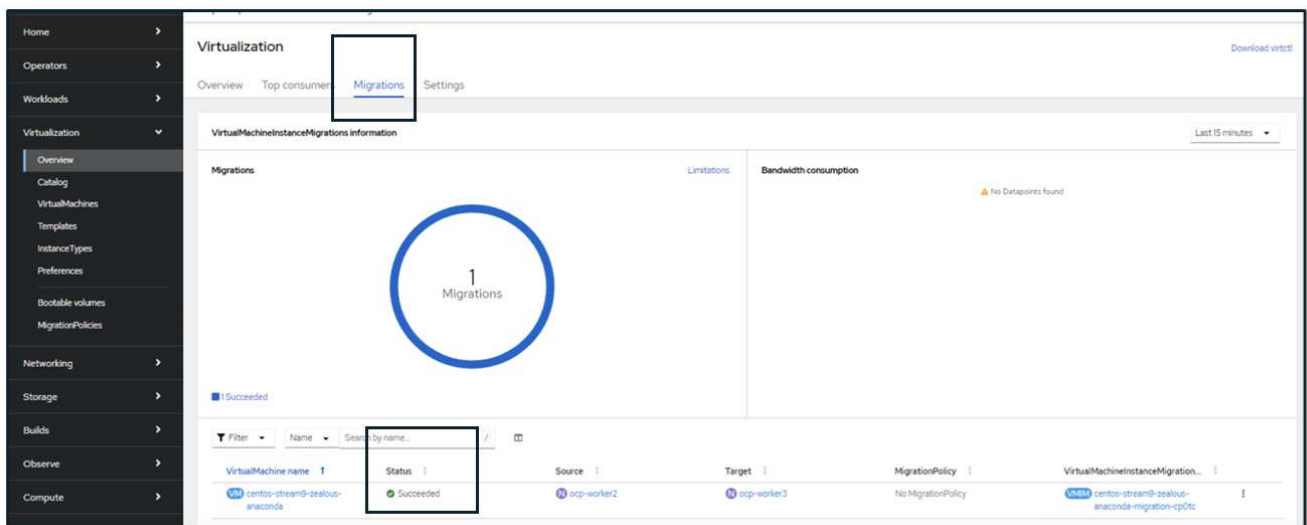 Home
Operators
Workloads
Virtualization
Overview
Catalog
VirtualMachines
Templates
InstanceTypes
Preferences
Bootable volumes
MigrationPolicies
Networking
Storage
Builds
Observe
Compute
Virtualization
Download virtctl
Overview Top consumer Migrations Settings
VirtualMachineInstanceMigrations information
Last 15 minutes
Migrations
Limitations
1
Migrations
1 Succeeded
Bandwidth consumption
No Datapoints found
Filter Name Search by name... /
VirtualMachine name Status Source Target MigrationPolicy VirtualMachineInstanceMigration...
VM centos-stream9-zealous-
anaconda
Succeeded
N ocp-worker2
N ocp-worker3
No MigrationPolicy
VMIM centos-stream9-zealous-
anaconda-migration-cp0tc